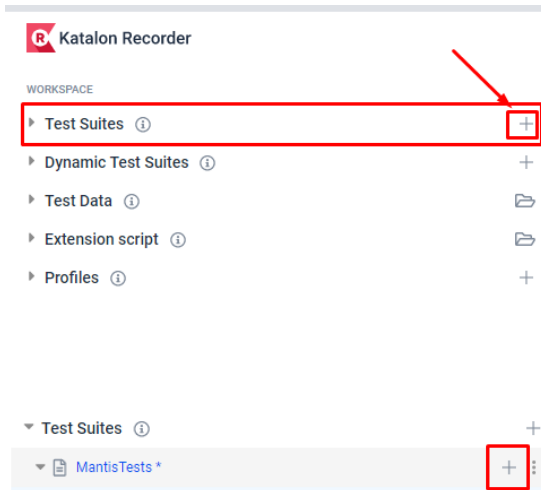 Katalon Recorder
WORKSPACE
Test Suites
Dynamic Test Suites
Test Data
Extension script
Profiles
Test Suites
MantisTests *